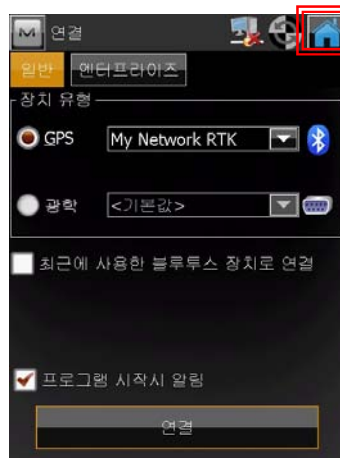 연결
일반 엔터프라이즈
장치 유형
GPS My Network RTK
광학 <기본값>
최근에 사용한 블루투스 장치로 연결
프로그램 시작시 알림
연결